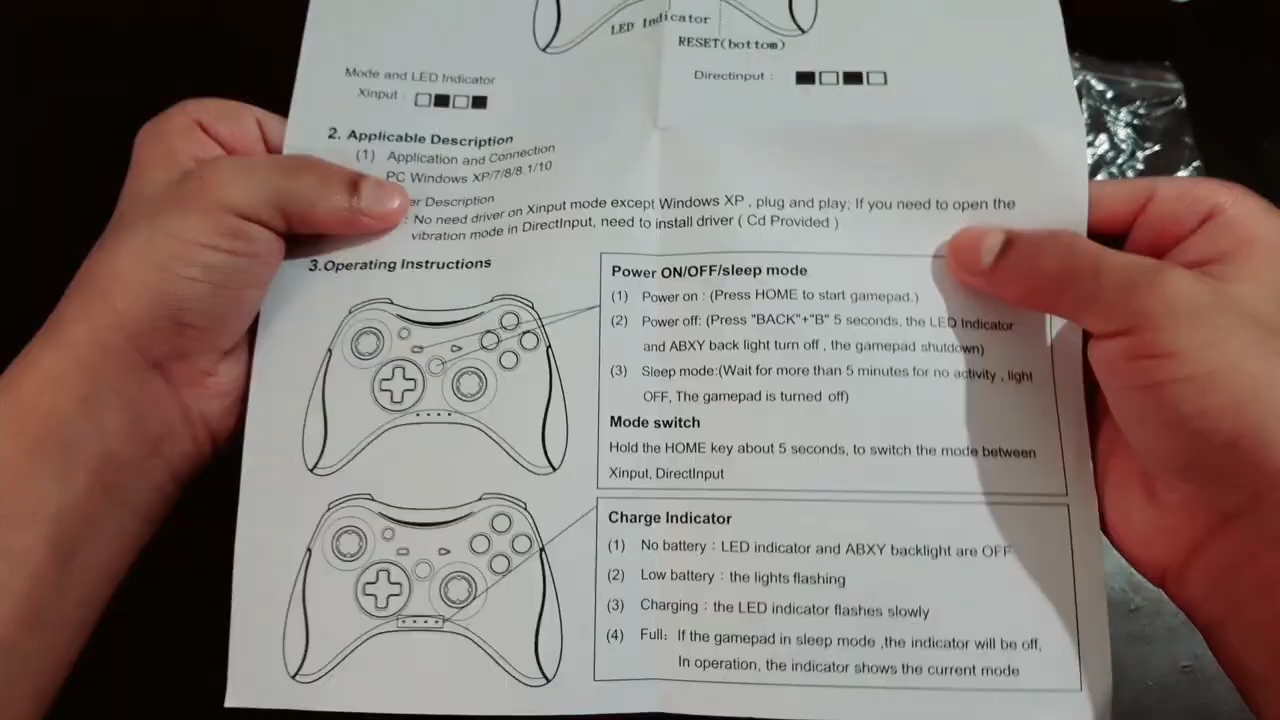 LED Indicator
RESET(bottom)
Mode and LED Indicator
Xinput :
Directinput :
2. Applicable Description
(1) Application and Connection
PC Windows XP/7/8/8.1/10
er Description
: No need driver on Xinput mode except Windows XP , plug and play; If you need to open the
vibration mode in DirectInput, need to install driver ( Cd Provided )
3.Operating Instructions
Power ON/OFF/sleep mode
(1) Power on : (Press HOME to start gamepad.)
(2) Power off: (Press "BACK"+"B" 5 seconds, the LED Indicator
and ABXY back light turn off , the gamepad shutdown)
(3) Sleep mode:(Wait for more than 5 minutes for no activity , light
OFF, The gamepad is turned off)
Mode switch
Hold the HOME key about 5 seconds, to switch the mode between
Xinput, DirectInput
Charge Indicator
(1) No battery : LED indicator and ABXY backlight are OFF
(2) Low battery : the lights flashing
(3) Charging : the LED indicator flashes slowly
(4) Full: If the gamepad in sleep mode ,the indicator will be off,
In operation, the indicator shows the current mode